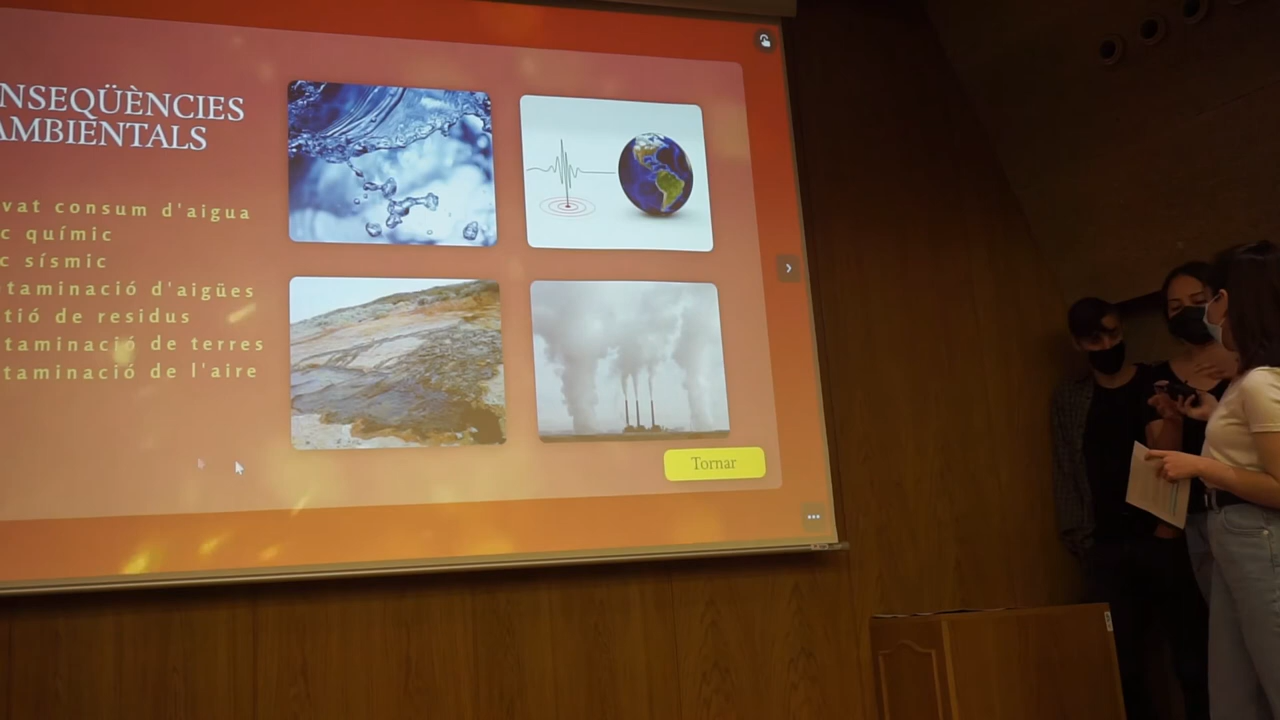 NSEQÜÈNCIES
AMBIENTALS
vat consum d'aigua
c químic
c sísmic
taminació d'aigües
tió de residus
taminació de terres
taminació de l'aire
Tornar